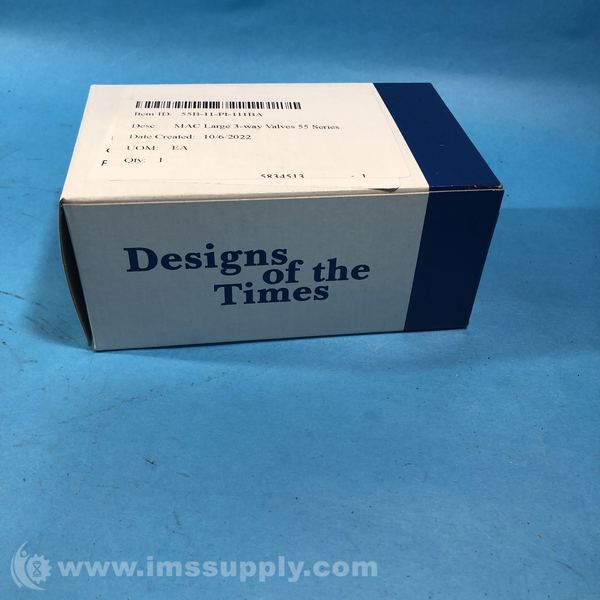 Item ID: 55B-11-PI-111BA
Desc: MAC Large 3-way Valves 55 Series
Date Created: 10/6/2022
UOM: EA
Qty: 1
5834513
Designs
of the
Times
www.imssupply.com